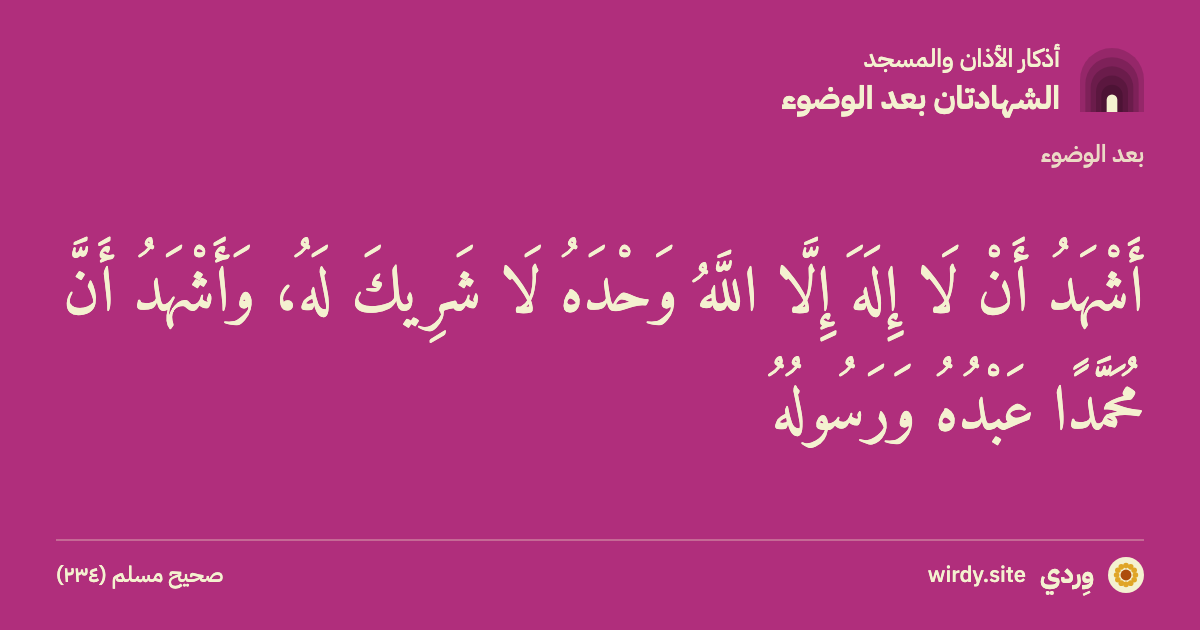 أذكار الأذان والمسجد
الشهادتان بعد الوضوء
بعد الوضوء
أَشْهَدُ أَنْ لَا إِلَهَ إِلَّا اللَّهُ وَحْدَهُ لَا شَرِيكَ لَهُ، وَأَشْهَدُ أَنَّ
مُحَمَّدًا عَبْدُهُ وَرَسُولُهُ
وِردي wirdy.site
صحيح مسلم (٢٣٤)